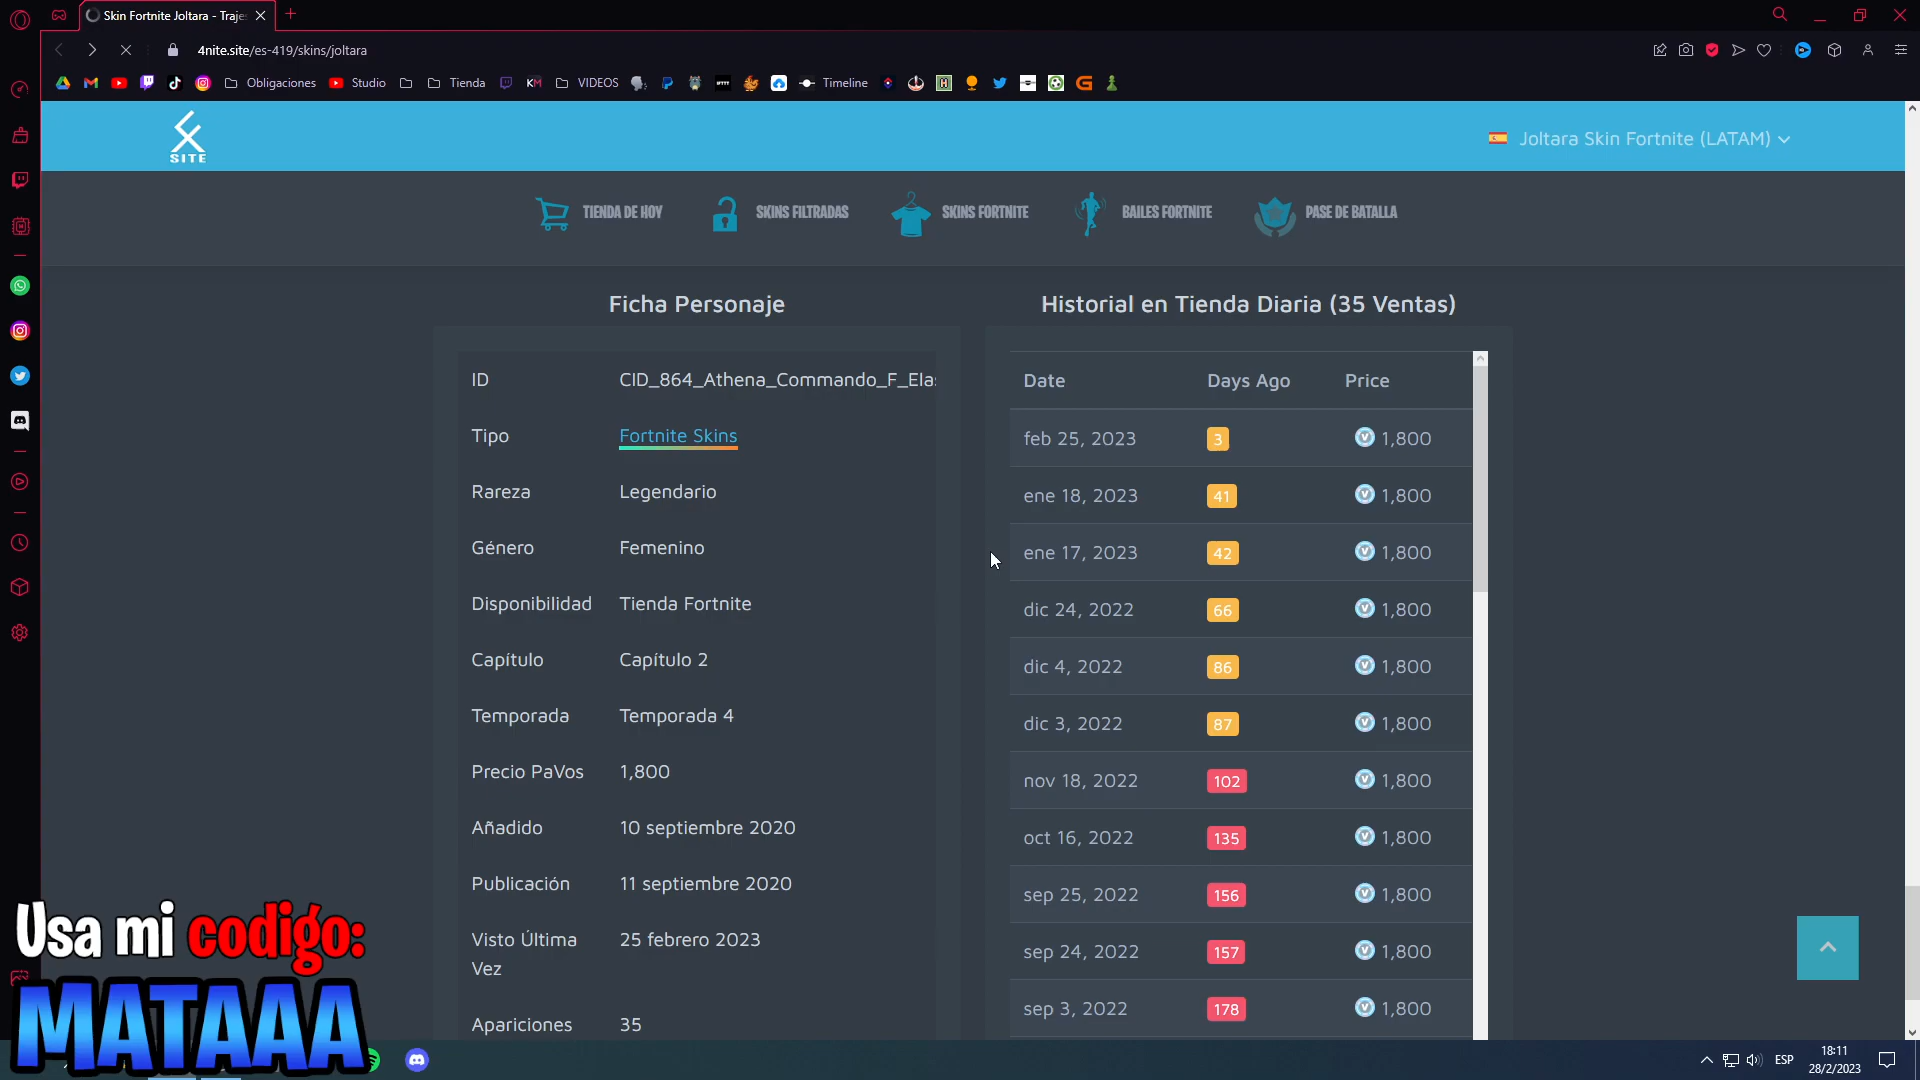 Skin Fortnite Joltara - Traje
4nite.site/es-419/skins/joltara
Obligaciones
Studio
Tienda
KM
VIDEOS
IFTTT
Timeline
SITE
Joltara Skin Fortnite (LATAM)
TIENDA DE HOY
SKINS FILTRADAS
SKINS FORTNITE
BAILES FORTNITE
PASE DE BATALLA
Ficha Personaje
ID CID_864_Athena_Commando_F_Elas
Tipo Fortnite Skins
Rareza Legendario
Género Femenino
Disponibilidad Tienda Fortnite
Capítulo Capítulo 2
Temporada Temporada 4
Precio PaVos 1,800
Añadido 10 septiembre 2020
Publicación 11 septiembre 2020
Visto Última 25 febrero 2023
Vez
Apariciones 35
Historial en Tienda Diaria (35 Ventas)
Date Days Ago Price
feb 25, 2023 3 1,800
ene 18, 2023 41 1,800
ene 17, 2023 42 1,800
dic 24, 2022 66 1,800
dic 4, 2022 86 1,800
dic 3, 2022 87 1,800
nov 18, 2022 102 1,800
oct 16, 2022 135 1,800
sep 25, 2022 156 1,800
sep 24, 2022 157 1,800
sep 3, 2022 178 1,800
Usa mi codigo:
MATAAA
ESP
18:11
28/2/2023